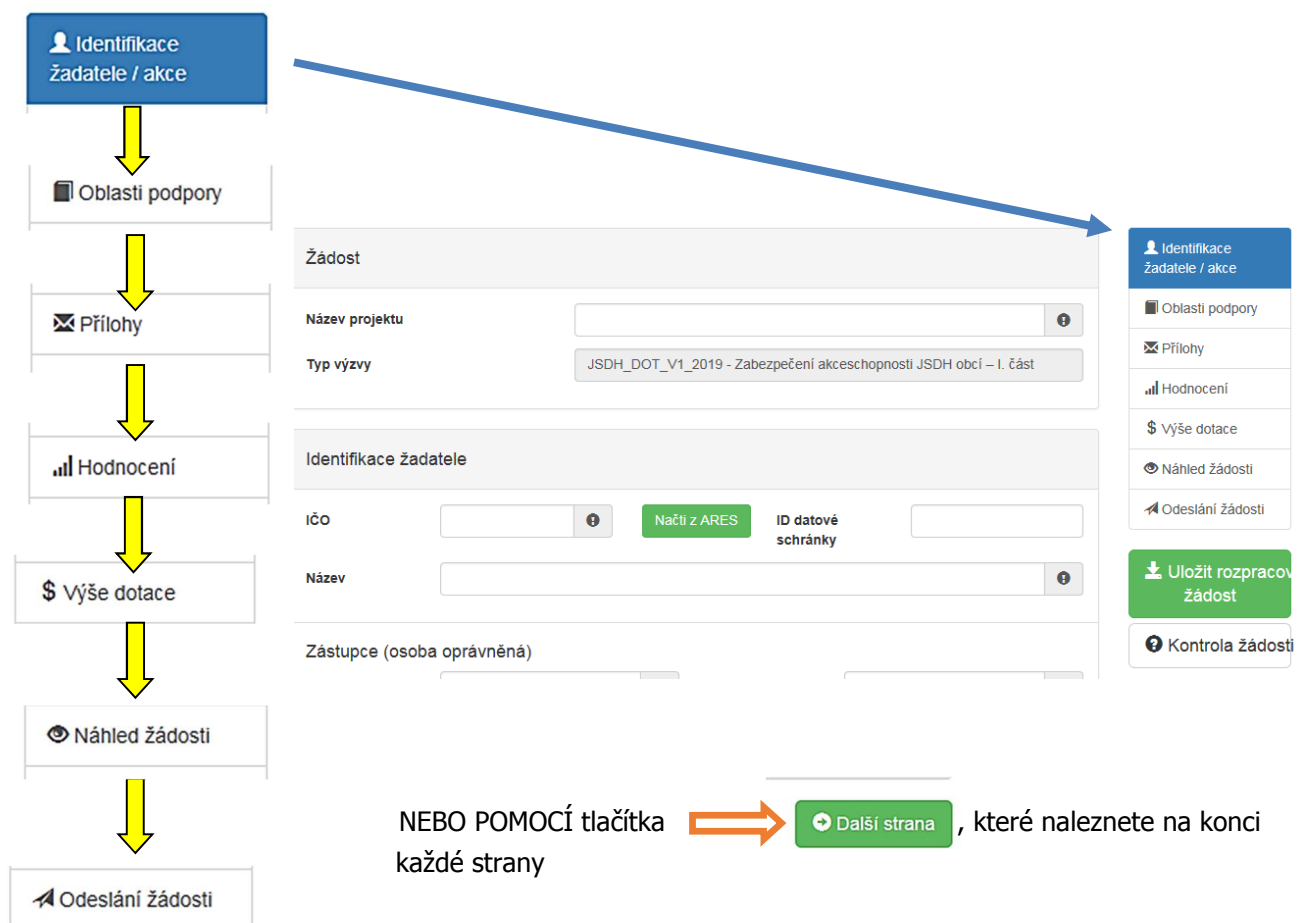 Identifikace
žadatele / akce
Oblasti podpory
Přílohy
Hodnocení
$ Výše dotace
Náhled žádosti
Odeslání žádosti
Žádost
Název projektu
Typ výzvy
JSDH_DOT_V1_2019 - Zabezpečení akceschopnosti JSDH obcí – I. část
Identifikace žadatele
IČO
Načti z ARES
ID datové
schránky
Název
Zástupce (osoba oprávněná)
Identifikace
žadatele / akce
Oblasti podpory
Přílohy
Hodnocení
$ Výše dotace
Náhled žádosti
Odeslání žádosti
Uložit rozpracov
žádost
Kontrola žádosti
NEBO POMOCÍ tlačítka Další strana , které naleznete na konci
každé strany